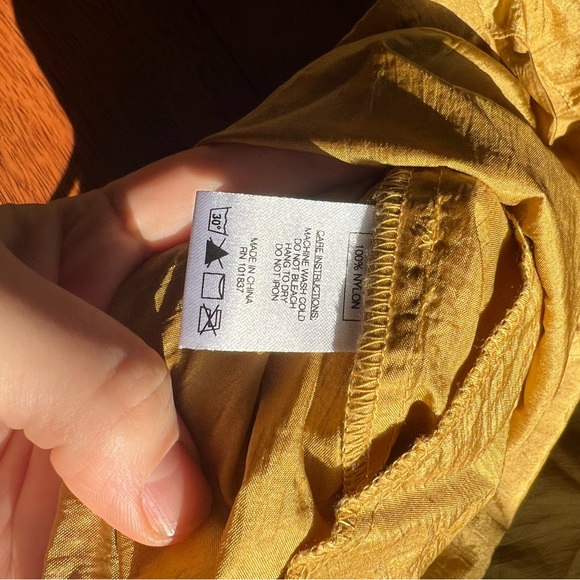 100% NYLON
CARE INSTRUCTIONS:
MACHINE WASH COLD
DO NOT BLEACH
HANG TO DRY
DO NOT IRON
MADE IN CHINA
RN 101837
30°